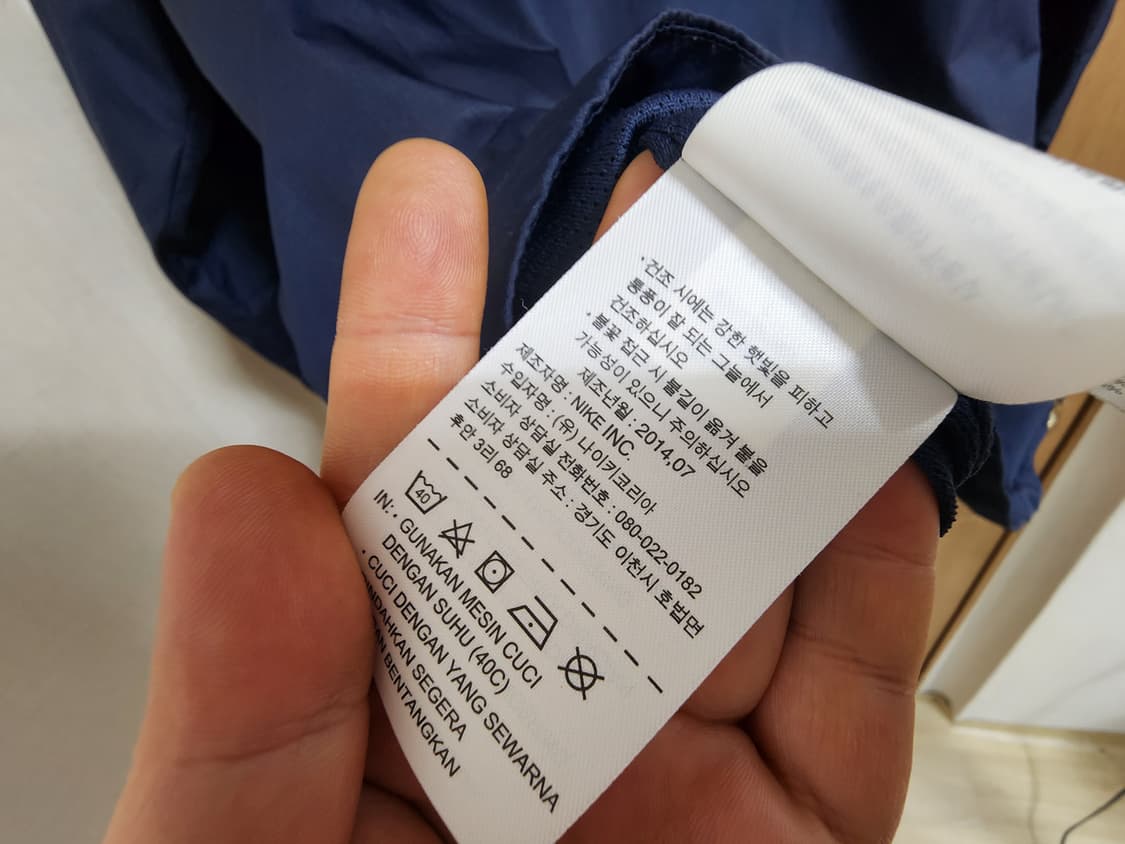 · 건조 시에는 강한 햇빛을 피하고
통풍이 잘 되는 그늘에서
건조하십시오
· 불꽃 접근 시 불길이 옮겨 붙을
가능성이 있으니 주의하십시오
제조년월 : 2014.07
제조자명 : NIKE INC
수입자명 : (유) 나이키코리아
소비자 상담실 전화번호 : 080-022-0182
소비자 상담실 주소 : 경기도 이천시 호법면
후안 3리 68
40
IN: · GUNAKAN MESIN CUCI
DENGAN SUHU (40C)
· CUCI DENGAN YANG SEWARNA
SEGERA
BENTANGKAN